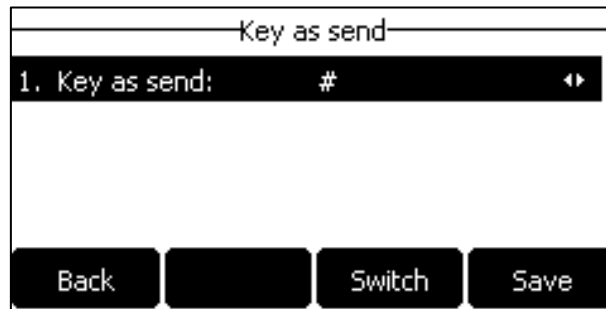 Key as send
1. Key as send: #
Back Switch Save